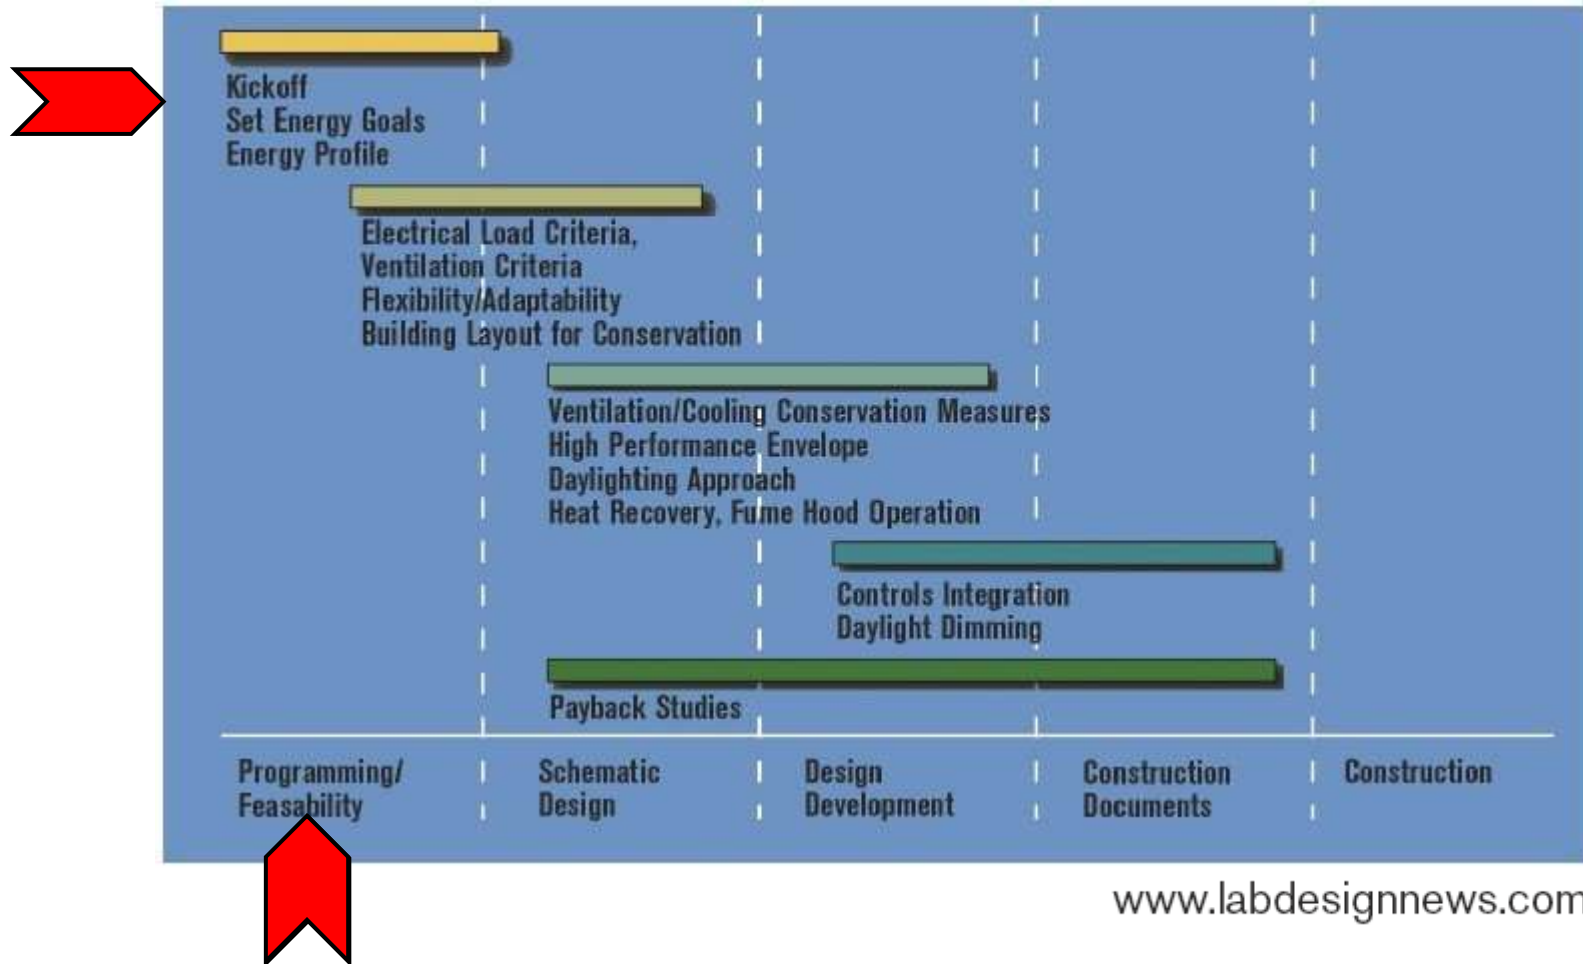 Kickoff
Set Energy Goals
Energy Profile
Electrical Load Criteria,
Ventilation Criteria
Flexibility/Adaptability
Building Layout for Conservation
Ventilation/Cooling Conservation Measures
High Performance Envelope
Daylighting Approach
Heat Recovery, Fume Hood Operation
Controls Integration
Daylight Dimming
Payback Studies
Programming/
Feasability
Schematic
Design
Design
Development
Construction
Documents
Construction
www.labdesignnews.com